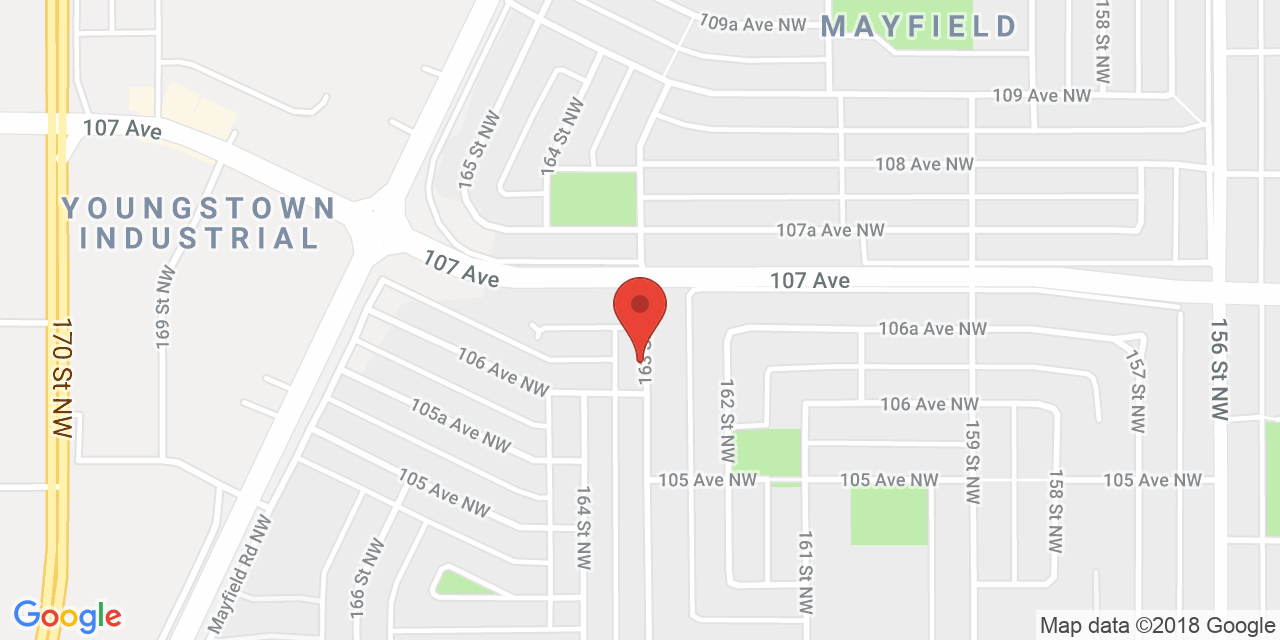 109a Ave NW
MAYFIELD
158 St NW
109 Ave NW
107 Ave
165 St NW
164 St NW
108 Ave NW
YOUNGSTOWN
INDUSTRIAL
107a Ave NW
107 Ave
107 Ave
169 St NW
170 St NW
106a Ave NW
156 St NW
163 S
106 Ave NW
157 St NW
162 St NW
106 Ave NW
105a Ave NW
159 St NW
105 Ave NW
105 Ave NW
105 Ave NW
105 Ave NW
164 St NW
158 St NW
161 St NW
166 St NW
Mayfield Rd NW
Google
Map data ©2018 Google